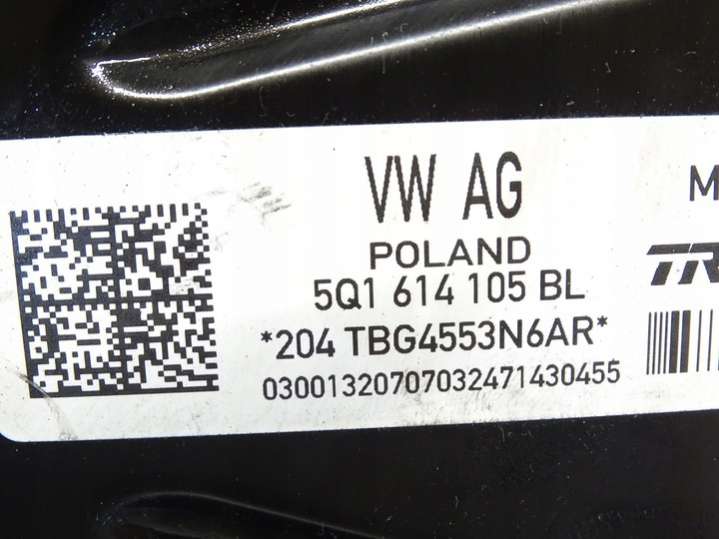 VW AG
POLAND
5Q1 614 105 BL
*204 TBG4553N6AR*
03001320707032471430455